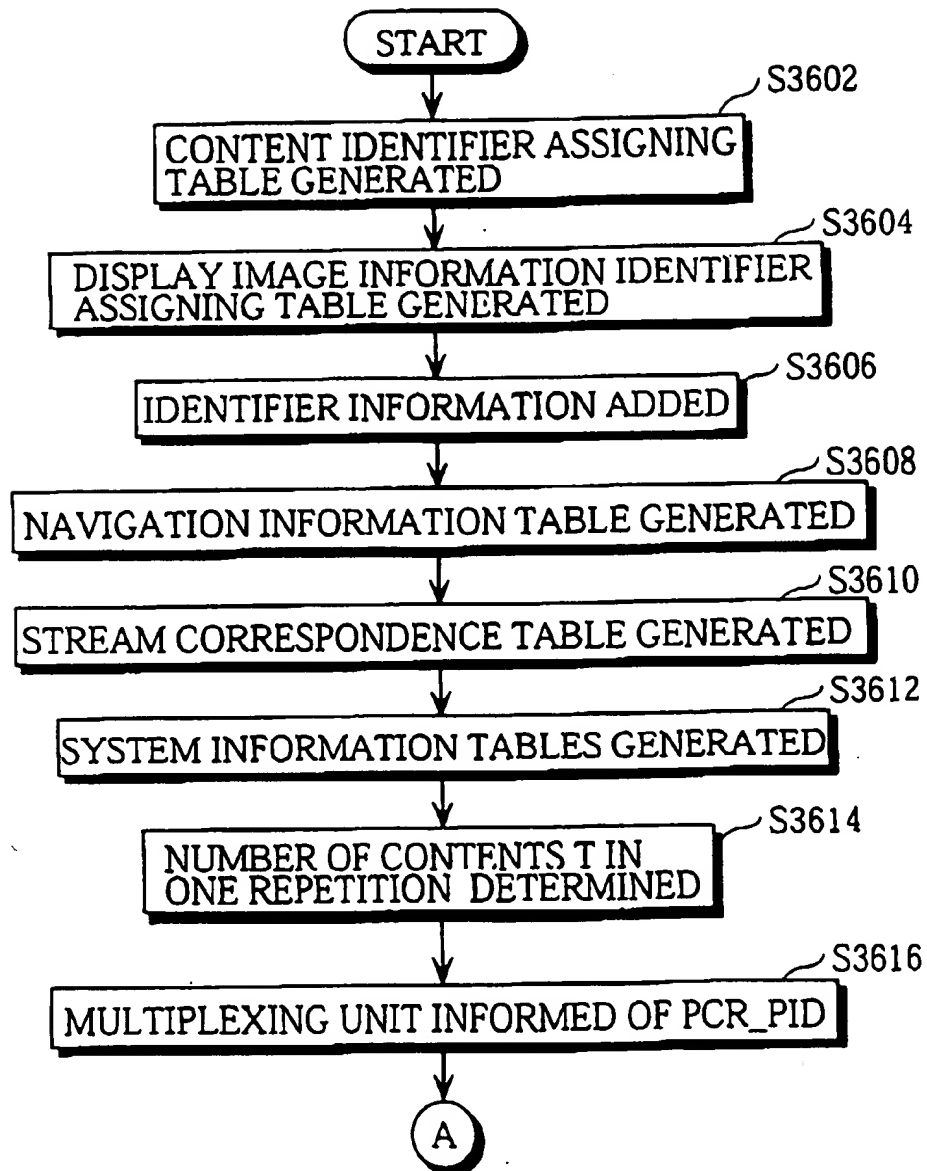 START
S3602
CONTENT IDENTIFIER ASSIGNING
TABLE GENERATED
S3604
DISPLAY IMAGE INFORMATION IDENTIFIER
ASSIGNING TABLE GENERATED
S3606
IDENTIFIER INFORMATION ADDED
S3608
NAVIGATION INFORMATION TABLE GENERATED
S3610
STREAM CORRESPONDENCE TABLE GENERATED
S3612
SYSTEM INFORMATION TABLES GENERATED
S3614
NUMBER OF CONTENTS T IN
ONE REPETITION DETERMINED
S3616
MULTIPLEXING UNIT INFORMED OF PCR_PID
A